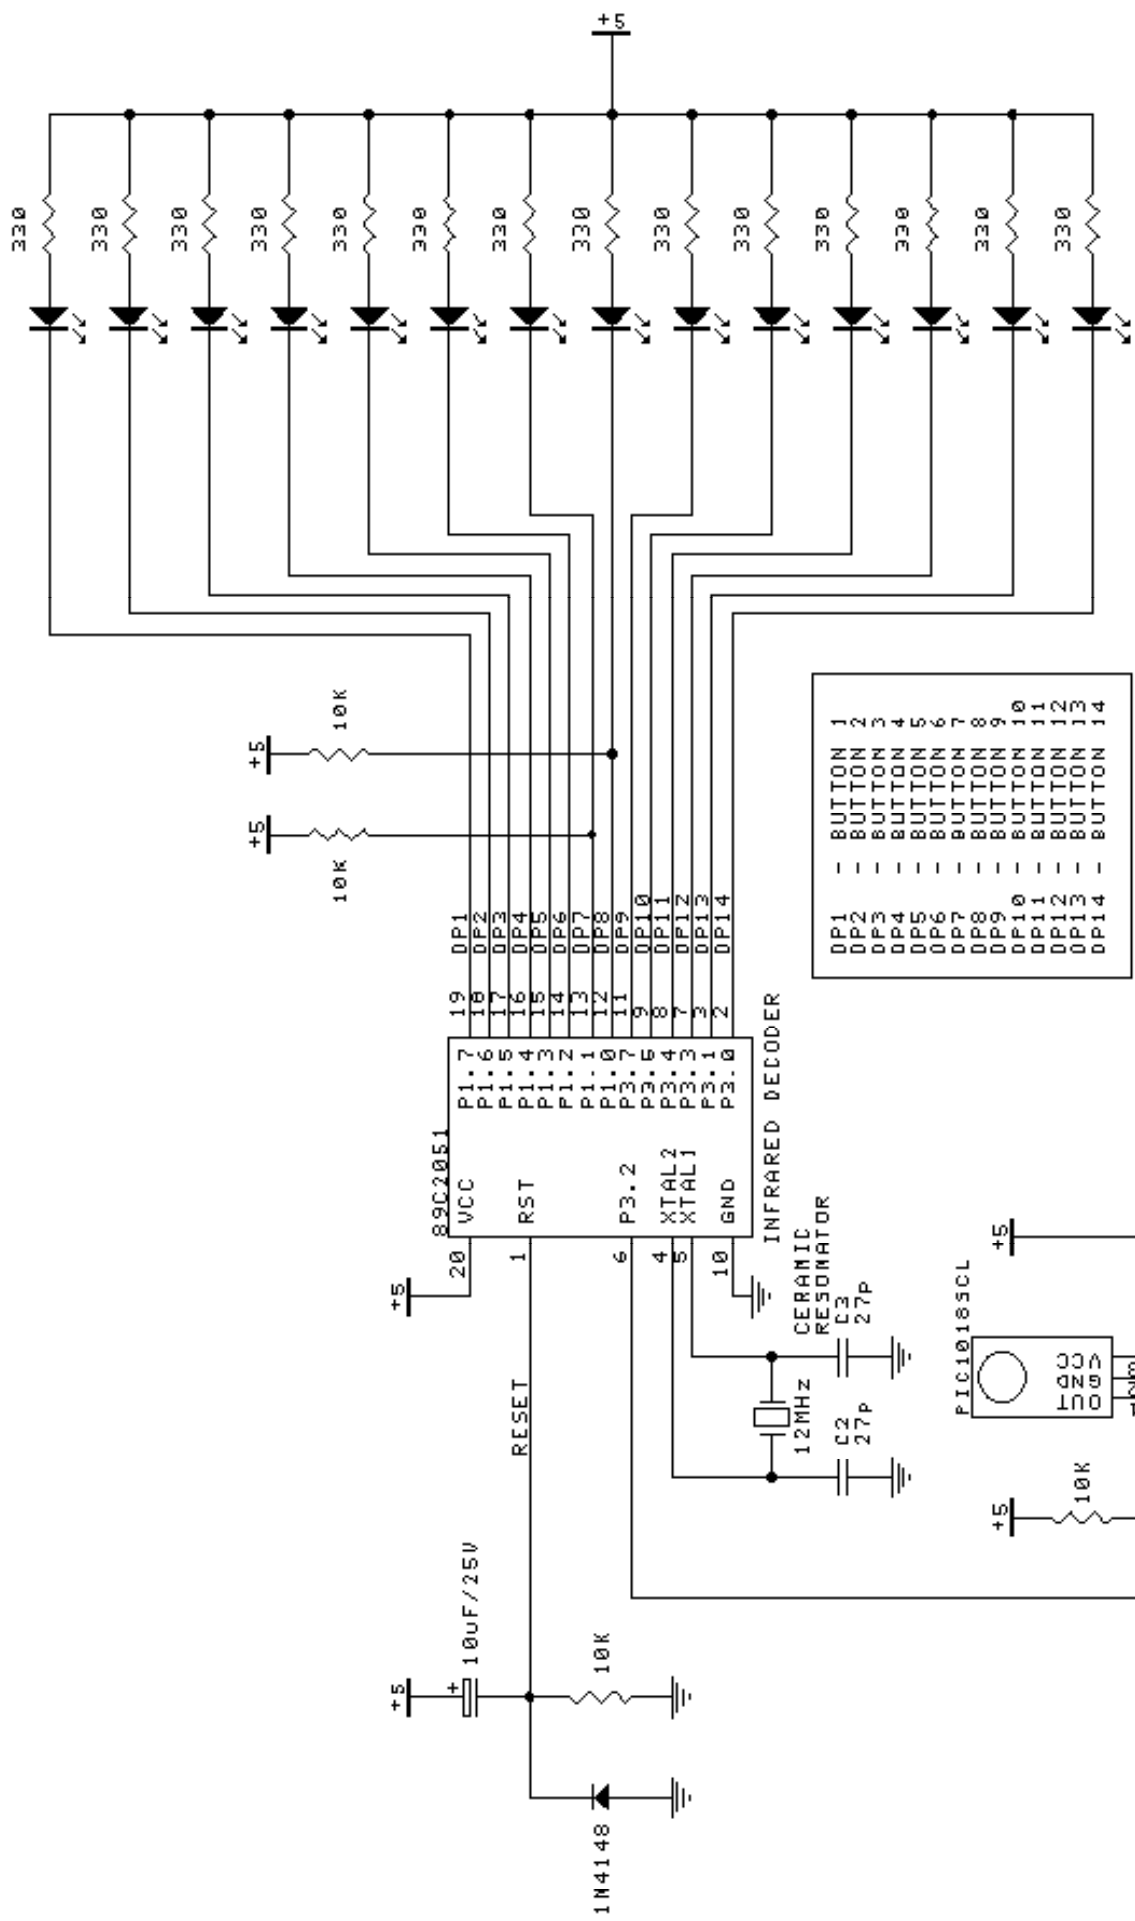 +5
330
330
330
330
330
330
330
330
330
330
330
330
330
330
+5
10K
+5
10K
89C2051
VCC
RST
P3.2
XTAL2
XTAL1
GND
20
1
6
4
5
10
P1.7 19 DP1
P1.6 18 DP2
P1.5 17 DP3
P1.4 16 DP4
P1.3 15 DP5
P1.2 14 DP6
P1.1 13 DP7
P1.0 12 DP8
P3.7 11 DP9
P3.5 9 DP10
P3.4 8 DP11
P3.3 7 DP12
P3.1 3 DP13
P3.0 2 DP14
INFRARED DECODER
DP1 - BUTTON 1
DP2 - BUTTON 2
DP3 - BUTTON 3
DP4 - BUTTON 4
DP5 - BUTTON 5
DP6 - BUTTON 6
DP7 - BUTTON 7
DP8 - BUTTON 8
DP9 - BUTTON 9
DP10 - BUTTON 10
DP11 - BUTTON 11
DP12 - BUTTON 12
DP13 - BUTTON 13
DP14 - BUTTON 14
+5
RESET
CERAMIC
RESONATOR
12MHz
C3
27P
C2
27P
+5
PIC1018SCL
VCC
GND
OUT
+5
10K
+5
+
10uF/25V
10K
1N4148